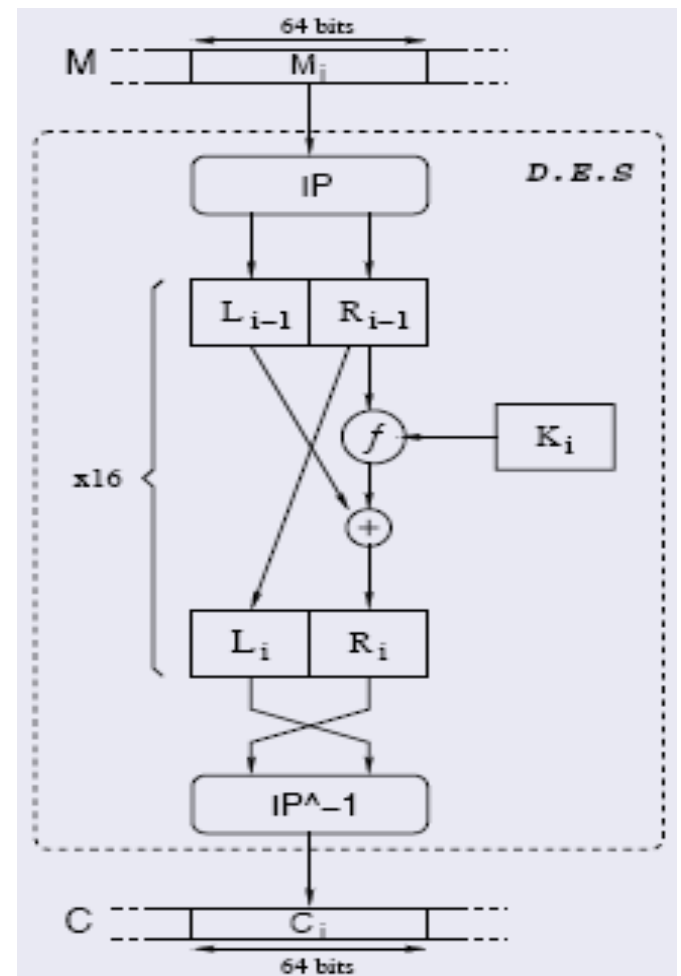 64 bits
M M_i
IP D.E.S
L_{i-1} R_{i-1}
f K_i
x16
+
L_i R_i
IP^-1
C C_i
64 bits